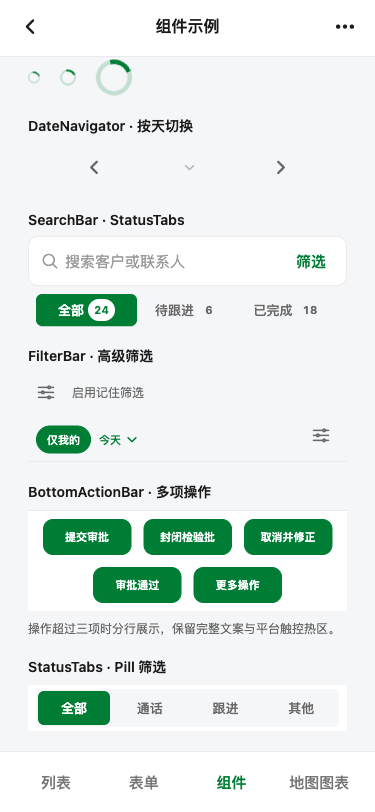 组件示例
DateNavigator · 按天切换
SearchBar · StatusTabs
搜索客户或联系人 筛选
全部 24 待跟进 6 已完成 18
FilterBar · 高级筛选
启用记住筛选
仅我的 今天
BottomActionBar · 多项操作
提交审批 封闭检验批 取消并修正
审批通过 更多操作
操作超过三项时分行展示，保留完整文案与平台触控热区。
StatusTabs · Pill 筛选
全部 通话 跟进 其他
列表 表单 组件 地图图表